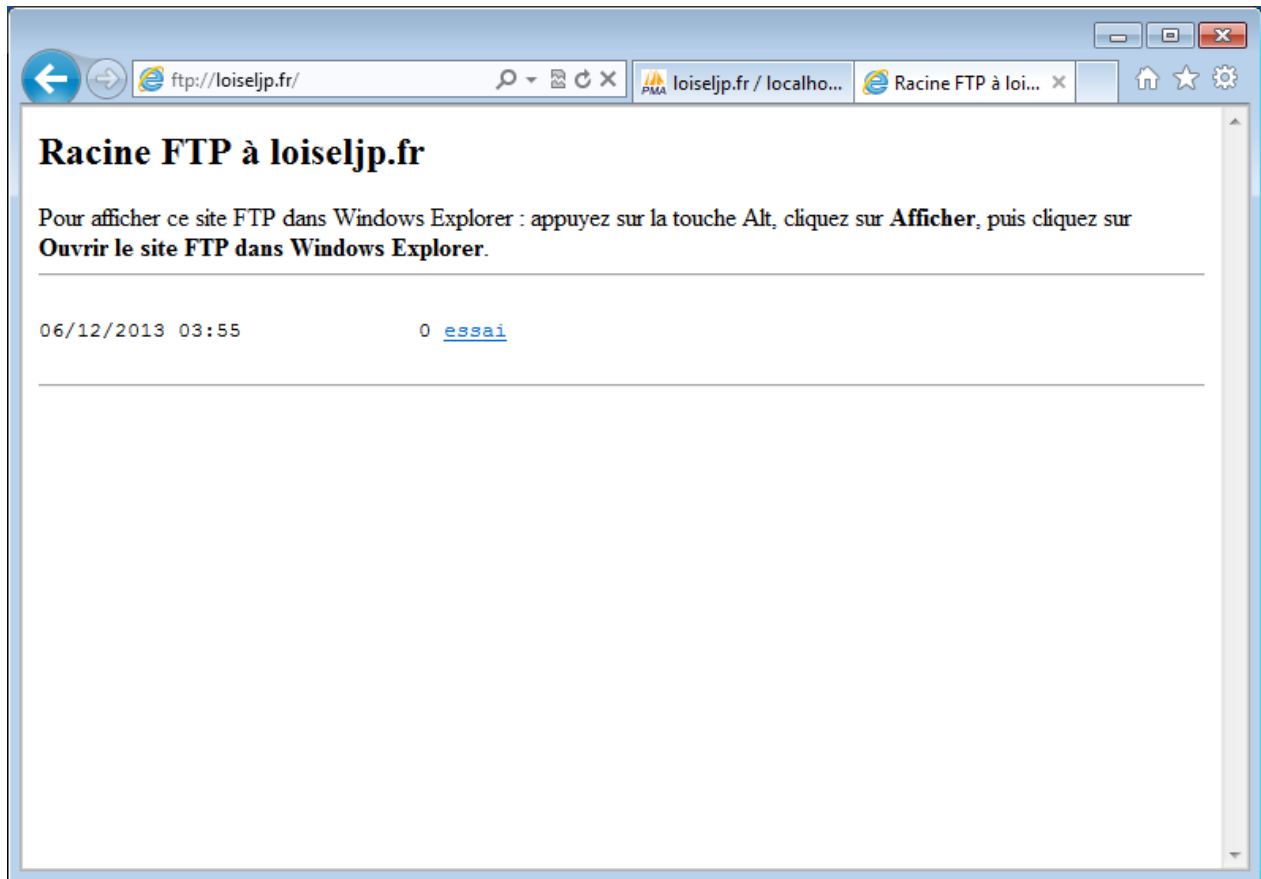 ftp://loiseljp.fr/
PMA loiseljp.fr / localho...
Racine FTP à loi...
Racine FTP à loiseljp.fr
Pour afficher ce site FTP dans Windows Explorer : appuyez sur la touche Alt, cliquez sur Afficher, puis cliquez sur
Ouvrir le site FTP dans Windows Explorer.
06/12/2013 03:55 0 essai